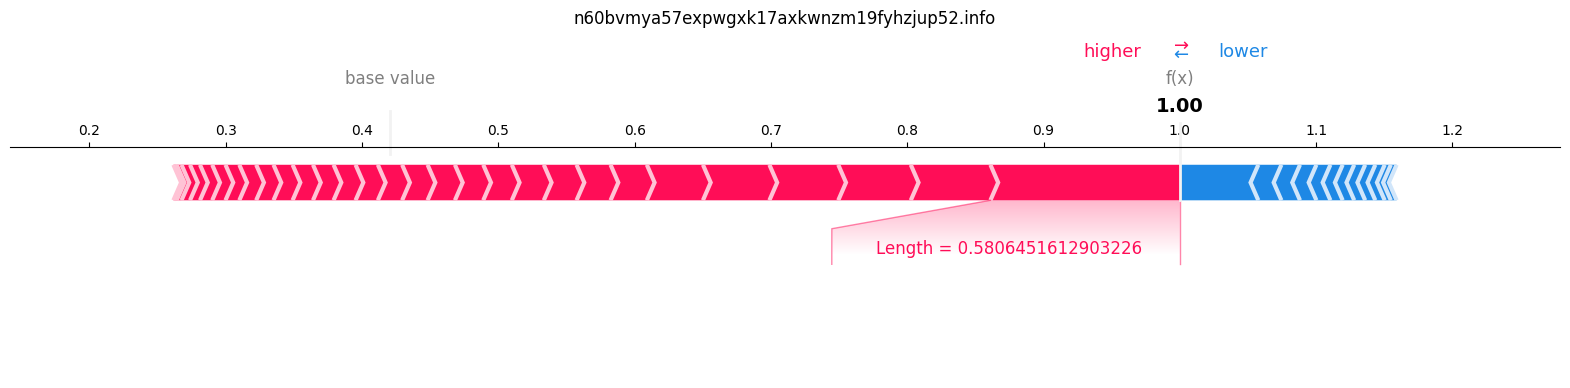 n60bvmya57expwgxk17axkwnzm19fyhzjup52.info
higher ⇄ lower
base value f(x)
1.00
0.2 0.3 0.4 0.5 0.6 0.7 0.8 0.9 1.0 1.1 1.2
Length = 0.5806451612903226